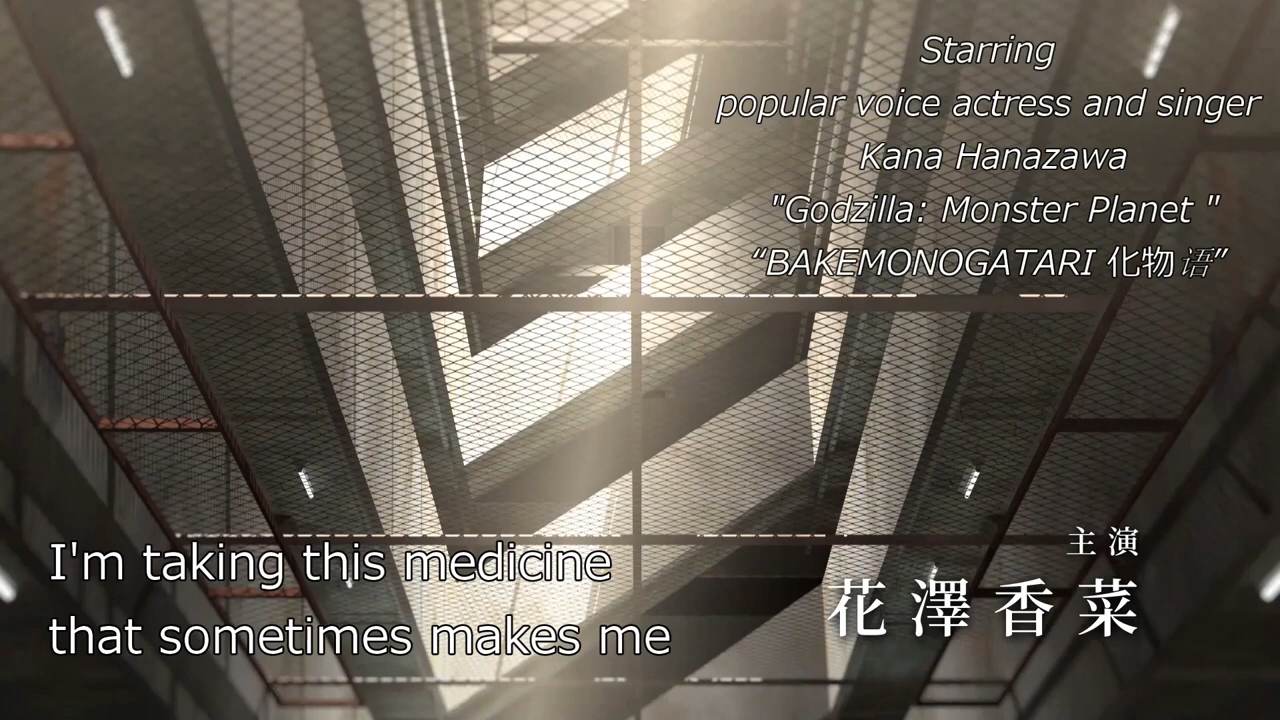 Starring
popular voice actress and singer
Kana Hanazawa
"Godzilla: Monster Planet "
“BAKEMONOGATARI 化物语”
I'm taking this medicine
that sometimes makes me
主演
花澤香菜